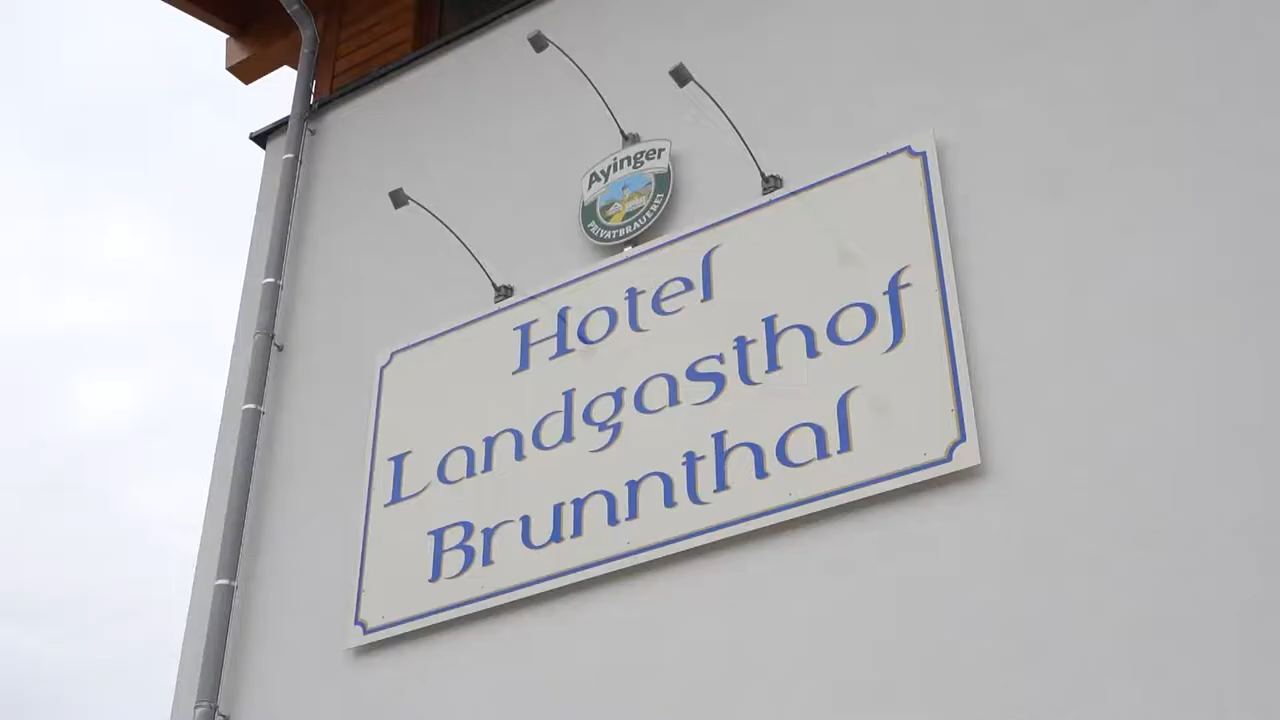 Ayinger
PRIVATBRAUEREI
Hotel
Landgasthof
Brunnthal